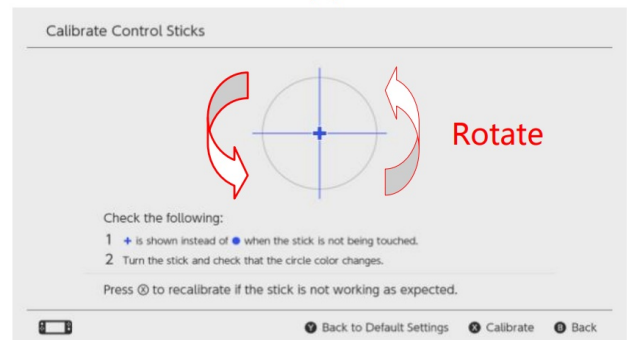 Calibrate Control Sticks
Rotate
Check the following:
1 + is shown instead of ● when the stick is not being touched.
2 Turn the stick and check that the circle color changes.
Press Ⓧ to recalibrate if the stick is not working as expected.
Ⓨ Back to Default Settings Ⓧ Calibrate Ⓑ Back